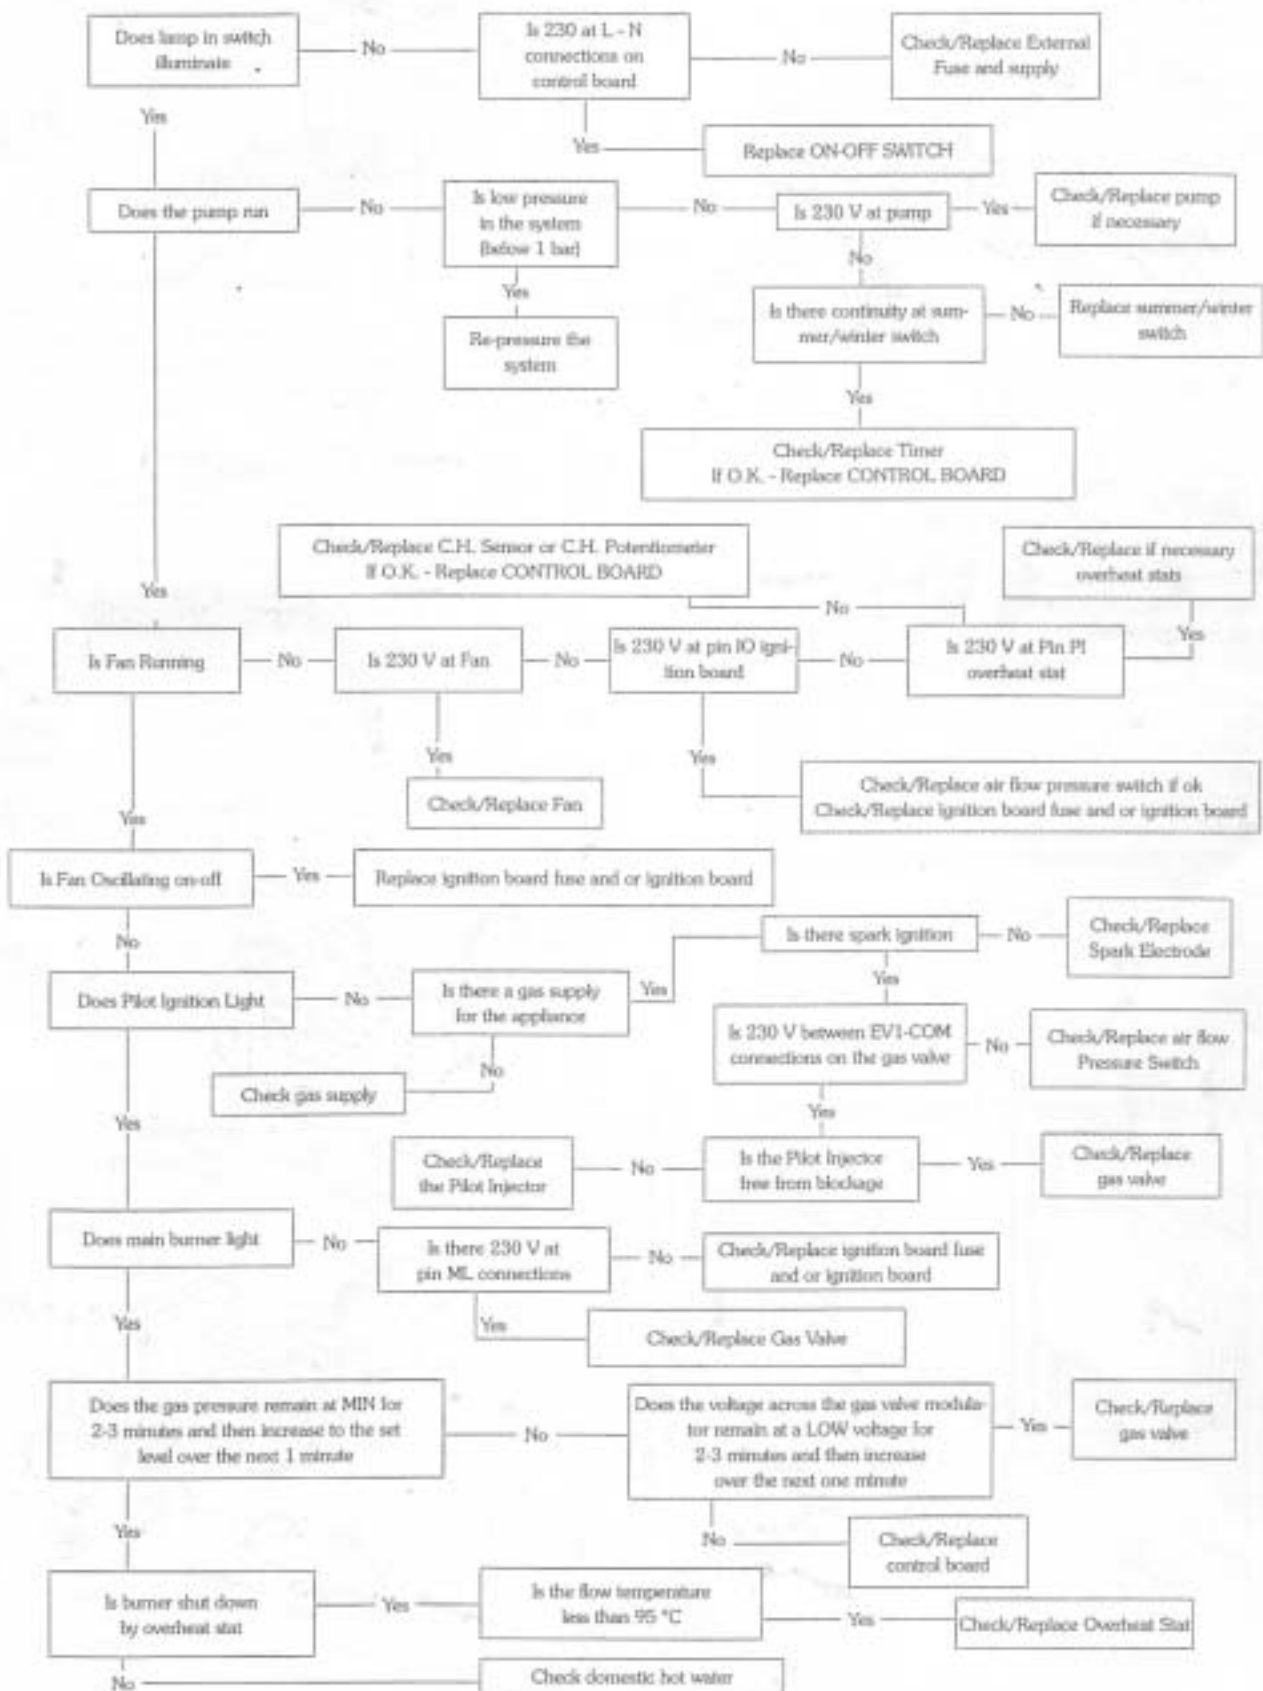 Does lamp in switch
illuminate
No
Is 230 at L - N
connections on
control board
No
Check/Replace External
Fuse and supply
Yes
Yes
Replace ON-OFF SWITCH
Does the pump run
No
Is low pressure
in the system
(below 1 bar)
No
Is 230 V at pump
Yes
Check/Replace pump
if necessary
No
Yes
Is there continuity at sum-
mer/winter switch
No
Replace summer/winter
switch
Re-pressure the
system
Yes
Check/Replace Timer
If O.K. - Replace CONTROL BOARD
Check/Replace C.H. Sensor or C.H. Potentiometer
If O.K. - Replace CONTROL BOARD
Check/Replace if necessary
overheat stats
Yes
No
Yes
Is Fan Running
No
Is 230 V at Fan
No
Is 230 V at pin IO igni-
tion board
No
Is 230 V at Pin PI
overheat stat
Yes
Yes
Check/Replace Fan
Check/Replace air flow pressure switch if ok
Check/Replace ignition board fuse and or ignition board
Yes
Is Fan Oscillating on-off
Yes
Replace ignition board fuse and or ignition board
No
Is there spark ignition
No
Check/Replace
Spark Electrode
Does Pilot Ignition Light
No
Is there a gas supply
for the appliance
Yes
Yes
Is 230 V between EV1-COM
connections on the gas valve
No
Check/Replace air flow
Pressure Switch
No
Check gas supply
Yes
Yes
Check/Replace
the Pilot Injector
No
Is the Pilot Injector
free from blockage
Yes
Check/Replace
gas valve
Does main burner light
No
Is there 230 V at
pin ML connections
No
Check/Replace ignition board fuse
and or ignition board
Yes
Yes
Check/Replace Gas Valve
Does the gas pressure remain at MIN for
2-3 minutes and then increase to the set
level over the next 1 minute
No
Does the voltage across the gas valve modula-
tor remain at a LOW voltage for
2-3 minutes and then increase
over the next one minute
Yes
Check/Replace
gas valve
Yes
No
Check/Replace
control board
Is burner shut down
by overheat stat
Yes
Is the flow temperature
less than 95 °C
Yes
Check/Replace Overheat Stat
No
Check domestic hot water